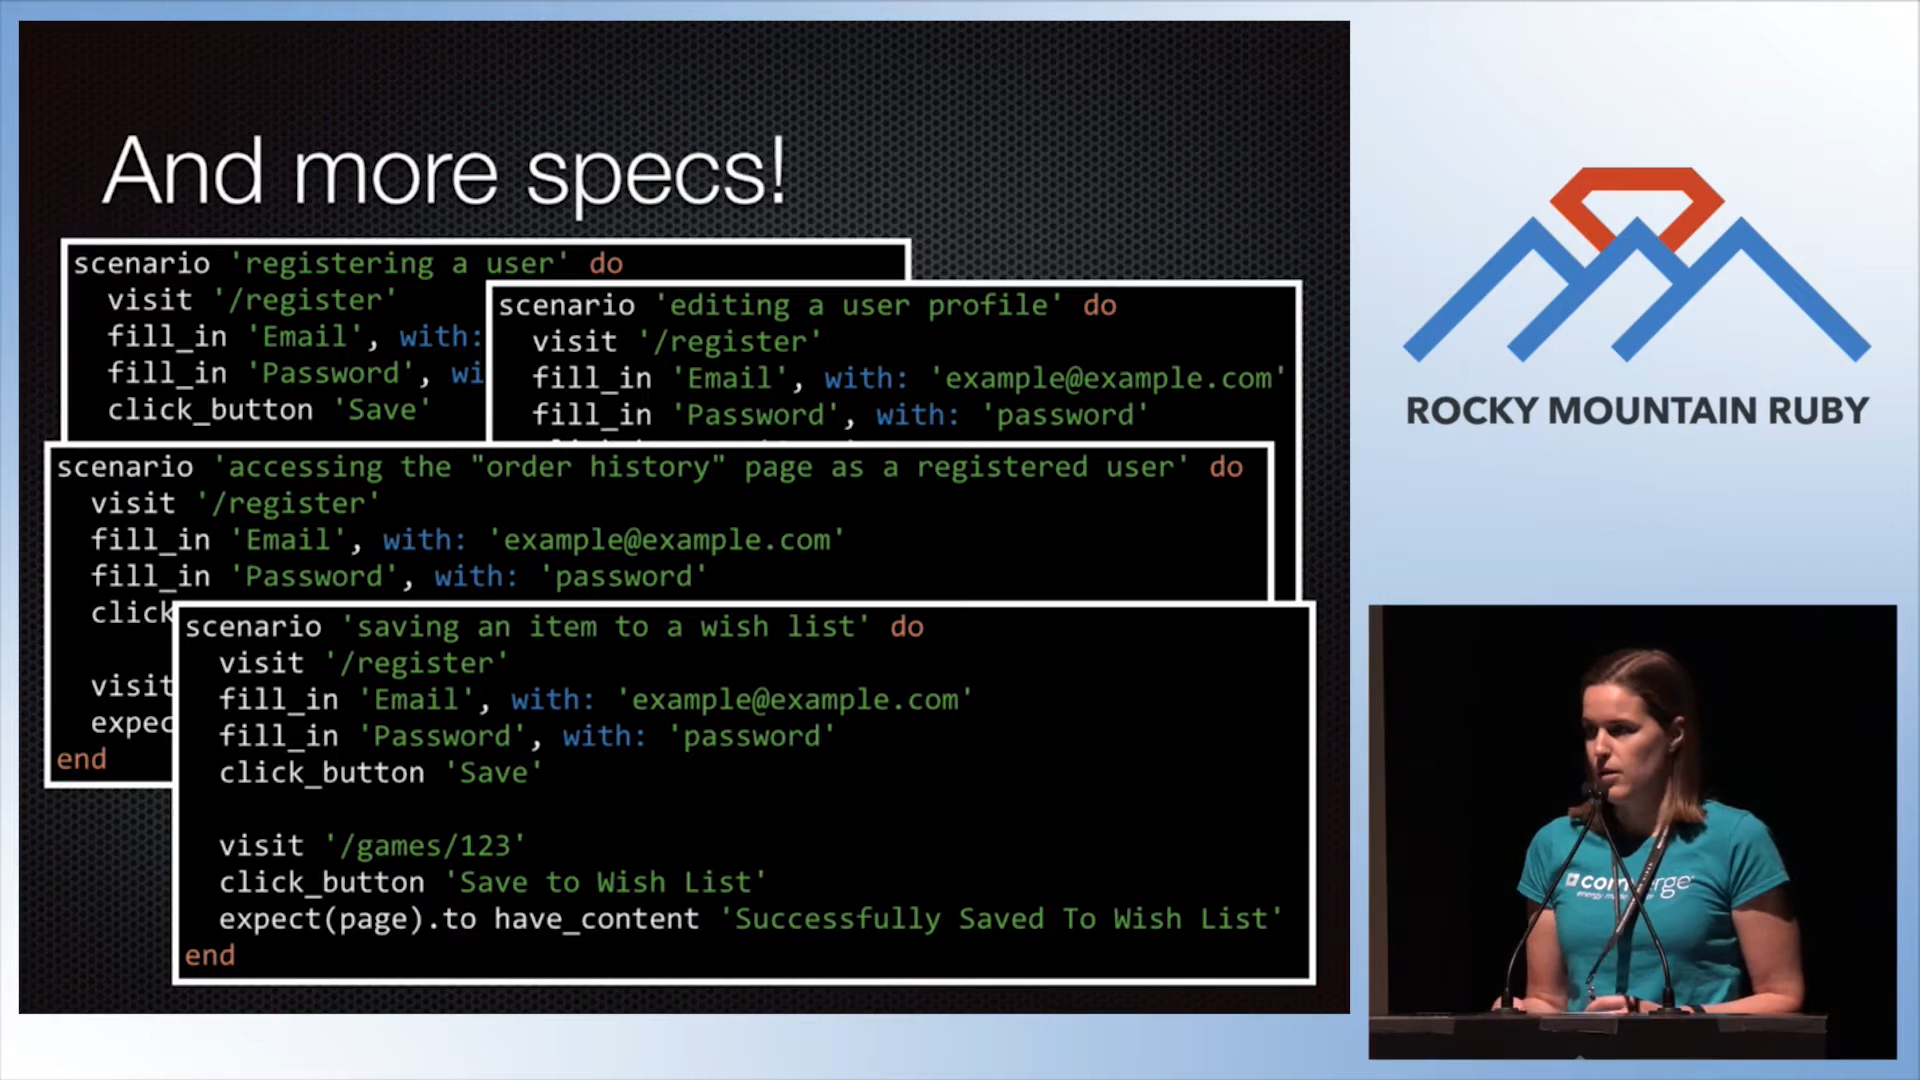 And more specs!
scenario 'registering a user' do
visit '/register'
fill_in 'Email', with:
fill_in 'Password', wi
click_button 'Save'
scenario 'editing a user profile' do
visit '/register'
fill_in 'Email', with: 'example@example.com'
fill_in 'Password', with: 'password'
scenario 'accessing the "order history" page as a registered user' do
visit '/register'
fill_in 'Email', with: 'example@example.com'
fill_in 'Password', with: 'password'
click
visit
expec
end
scenario 'saving an item to a wish list' do
visit '/register'
fill_in 'Email', with: 'example@example.com'
fill_in 'Password', with: 'password'
click_button 'Save'
visit '/games/123'
click_button 'Save to Wish List'
expect(page).to have_content 'Successfully Saved To Wish List'
end
ROCKY MOUNTAIN RUBY